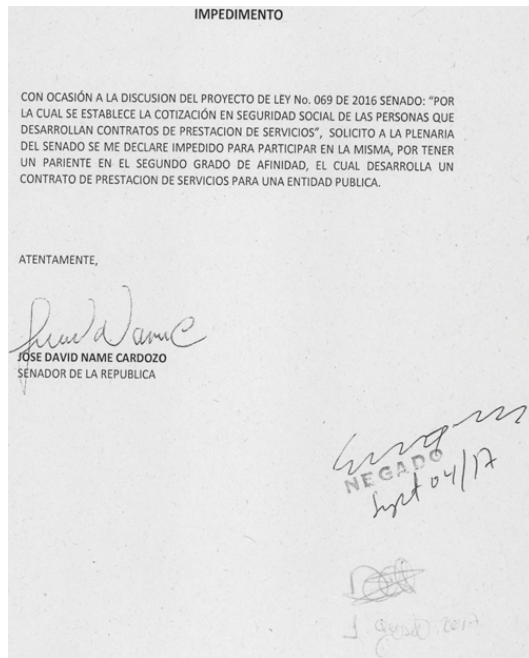 IMPEDIMENTO
CON OCASIÓN A LA DISCUSION DEL PROYECTO DE LEY No. 069 DE 2016 SENADO: "POR
LA CUAL SE ESTABLECE LA COTIZACIÓN EN SEGURIDAD SOCIAL DE LAS PERSONAS QUE
DESARROLLAN CONTRATOS DE PRESTACION DE SERVICIOS", SOLICITO A LA PLENARIA
DEL SENADO SE ME DECLARE IMPEDIDO PARA PARTICIPAR EN LA MISMA, POR TENER
UN PARIENTE EN EL SEGUNDO GRADO DE AFINIDAD, EL CUAL DESARROLLA UN
CONTRATO DE PRESTACION DE SERVICIOS PARA UNA ENTIDAD PUBLICA.
ATENTAMENTE,
JOSE DAVID NAME CARDOZO
SENADOR DE LA REPUBLICA
NEGADO
Sept 04/17